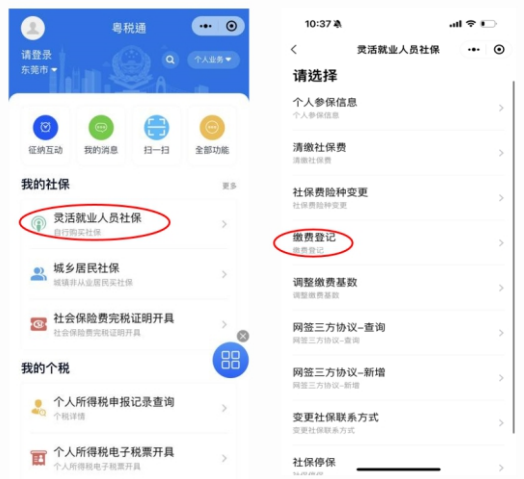 粤税通
请登录
东莞市
个人业务
征纳互动
我的消息
扫一扫
全部功能
我的社保
更多
灵活就业人员社保
自行购买社保
城乡居民社保
城镇非从业居民买社保
社会保险费完税证明开具
社会保险费完税证明开具
我的个税
个人所得税申报记录查询
个税详情
个人所得税电子税票开具
个人所得税电子税票开具
10:37
灵活就业人员社保
请选择
个人参保信息
个人参保信息
清缴社保费
清缴社保费
社保费险种变更
社保费险种变更
缴费登记
缴费登记
调整缴费基数
调整缴费基数
网签三方协议-查询
网签三方协议-查询
网签三方协议-新增
网签三方协议-新增
变更社保联系方式
变更社保联系方式
社保停保
社保停保